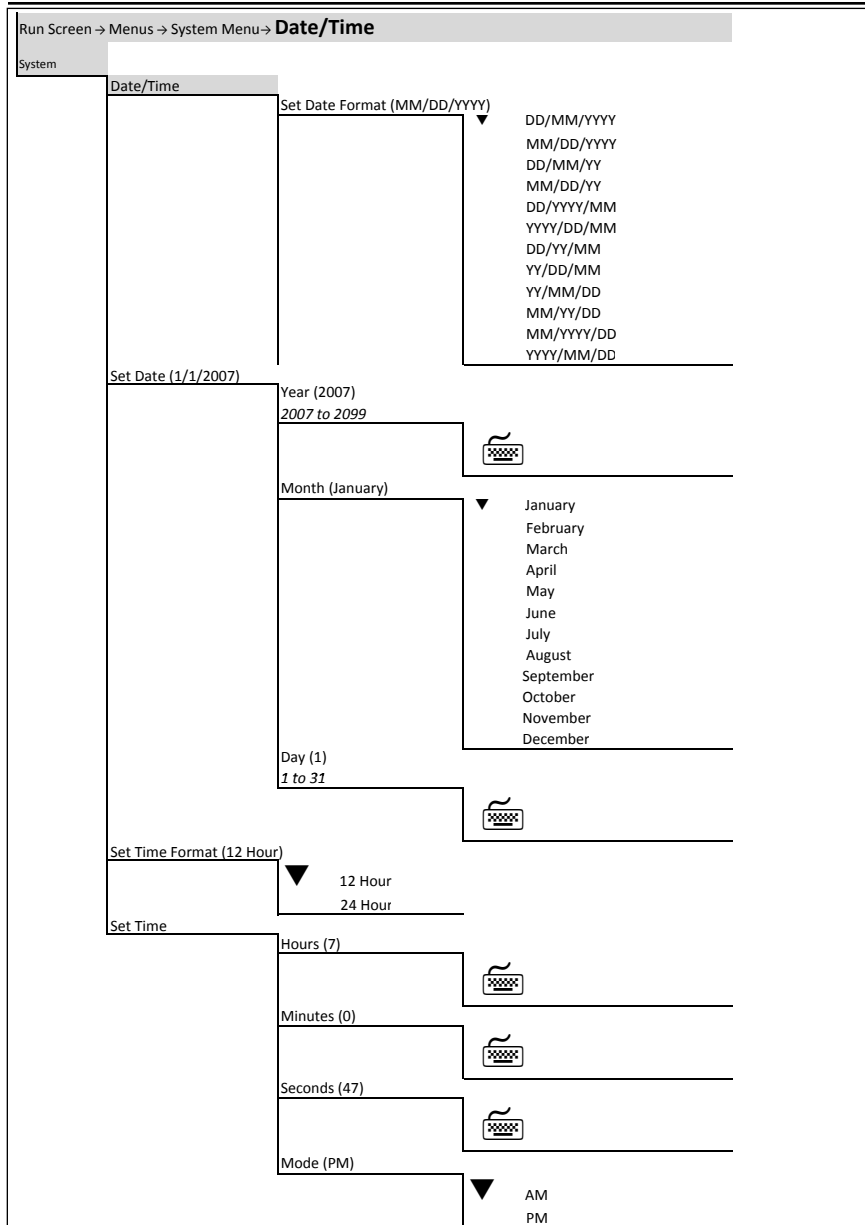 Run Screen → Menus → System Menu→ Date/Time
System
Date/Time
Set Date Format (MM/DD/YYYY)
DD/MM/YYYY
MM/DD/YYYY
DD/MM/YY
MM/DD/YY
DD/YYYY/MM
YYYY/DD/MM
DD/YY/MM
YY/DD/MM
YY/MM/DD
MM/YY/DD
MM/YYYY/DD
YYYY/MM/DD
Set Date (1/1/2007)
Year (2007)
2007 to 2099
Month (January)
January
February
March
April
May
June
July
August
September
October
November
December
Day (1)
1 to 31
Set Time Format (12 Hour)
12 Hour
24 Hour
Set Time
Hours (7)
Minutes (0)
Seconds (47)
Mode (PM)
AM
PM